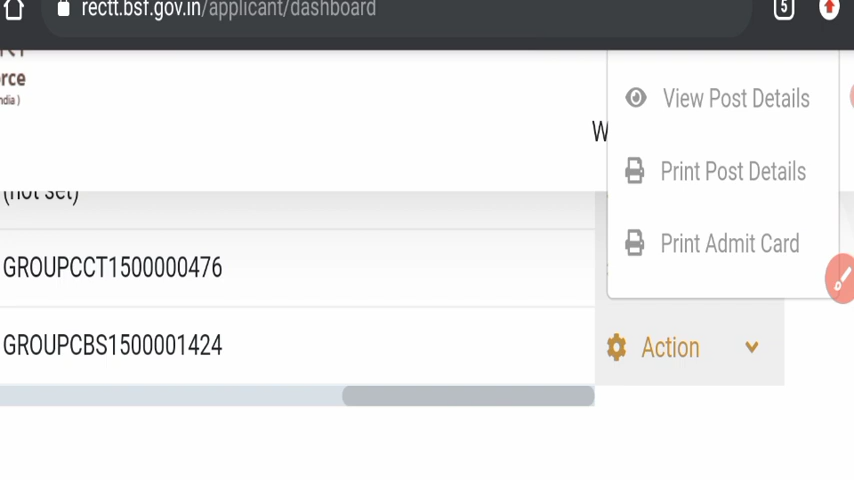 rectt.bsf.gov.in/applicant/dashboard
5
rce
ndia )
View Post Details
W
Print Post Details
(not set)
Print Admit Card
GROUPCCT1500000476
GROUPCBS1500001424
Action